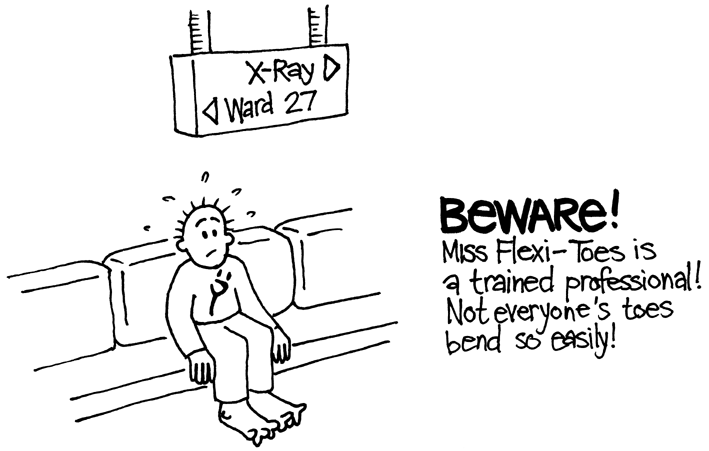 X-Ray ▷
◁ Ward 27
BEWARE!
Miss Flexi-Toes is
a trained professional!
Not everyone's toes
bend so easily!